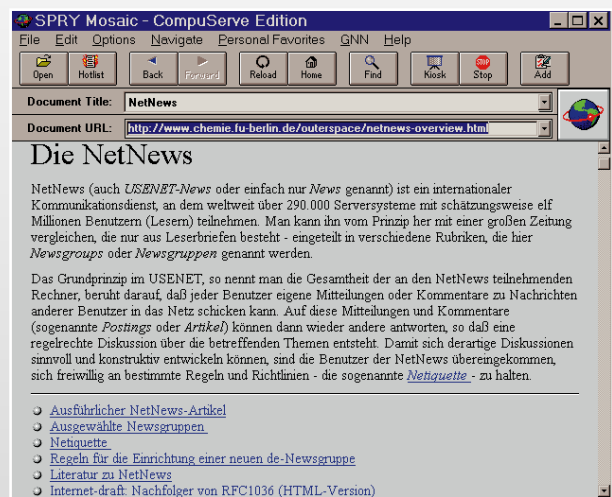 SPRY Mosaic - CompuServe Edition
File Edit Options Navigate Personal Favorites GNN Help
Open Hotlist Back Forward Reload Home Find Kiosk Stop Add
Document Title: NetNews
Document URL: http://www.chemie.fu-berlin.de/outerspace/netnews-overview.html
Die NetNews
NetNews (auch USENET-News oder einfach nur News genannt) ist ein internationaler
Kommunikationsdienst, an dem weltweit über 290.000 Serversysteme mit schätzungsweise elf
Millionen Benutzern (Lesern) teilnehmen. Man kann ihn vom Prinzip her mit einer großen Zeitung
vergleichen, die nur aus Leserbriefen besteht - eingeteilt in verschiedene Rubriken, die hier
Newsgroups oder Newsgruppen genannt werden.
Das Grundprinzip im USENET, so nennt man die Gesamtheit der an den NetNews teilnehmenden
Rechner, beruht darauf, daß jeder Benutzer eigene Mitteilungen oder Kommentare zu Nachrichten
anderer Benutzer in das Netz schicken kann. Auf diese Mitteilungen und Kommentare
(sogenannte Postings oder Artikel) können dann wieder andere antworten, so daß eine
regelrechte Diskussion über die betreffenden Themen entsteht. Damit sich derartige Diskussionen
sinnvoll und konstruktiv entwickeln können, sind die Benutzer der NetNews übereingekommen,
sich freiwillig an bestimmte Regeln und Richtlinien - die sogenannte Netiquette - zu halten.
Ausführlicher NetNews-Artikel
Ausgewählte Newsgruppen
Netiquette
Regeln für die Einrichtung einer neuen de-Newsgruppe
Literatur zu NetNews
Internet-draft: Nachfolger von RFC1036 (HTML-Version)